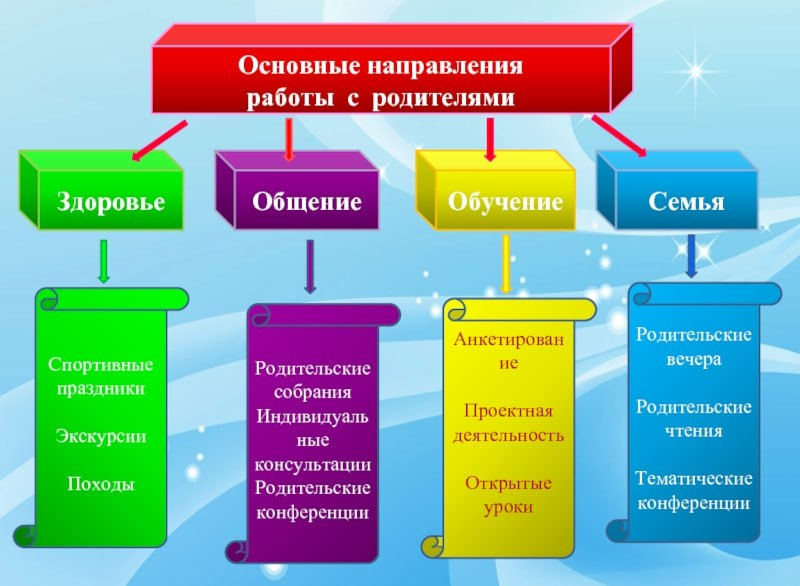 Основные направления
работы с родителями
Здоровье
Общение
Обучение
Семья
Спортивные
праздники
Экскурсии
Походы
Родительские
собрания
Индивидуаль
ные
консультации
Родительские
конференции
Анкетирован
ие
Проектная
деятельность
Открытые
уроки
Родительские
вечера
Родительские
чтения
Тематические
конференции